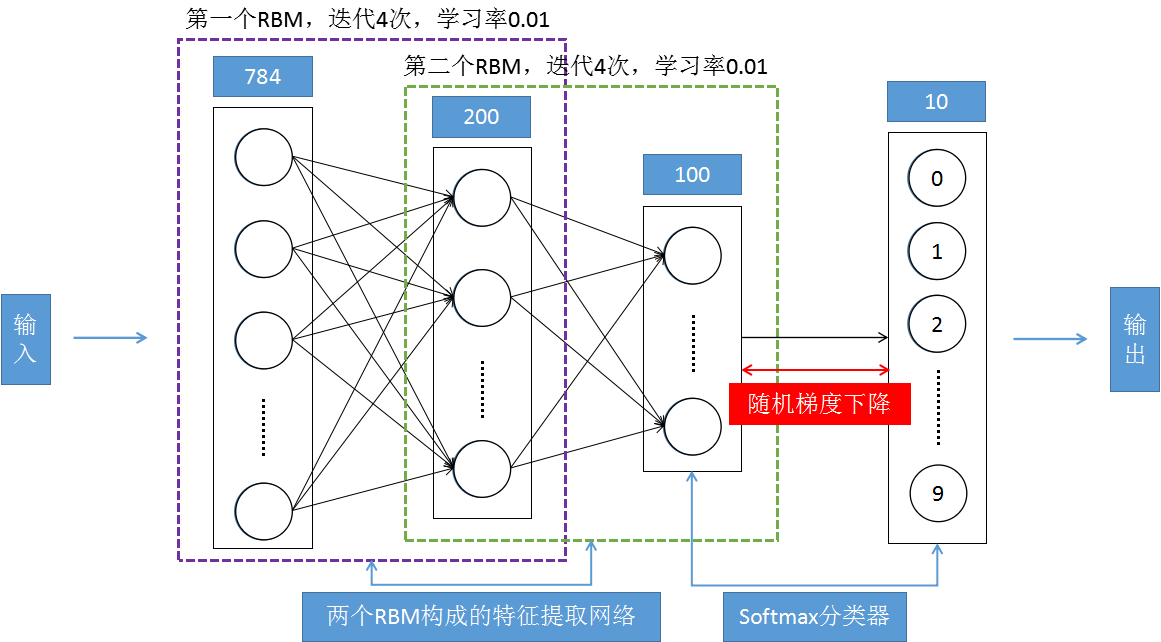 第一个RBM，迭代4次，学习率0.01
第二个RBM，迭代4次，学习率0.01
784
200
100
10
0
1
2
9
输入
输出
随机梯度下降
两个RBM构成的特征提取网络
Softmax分类器